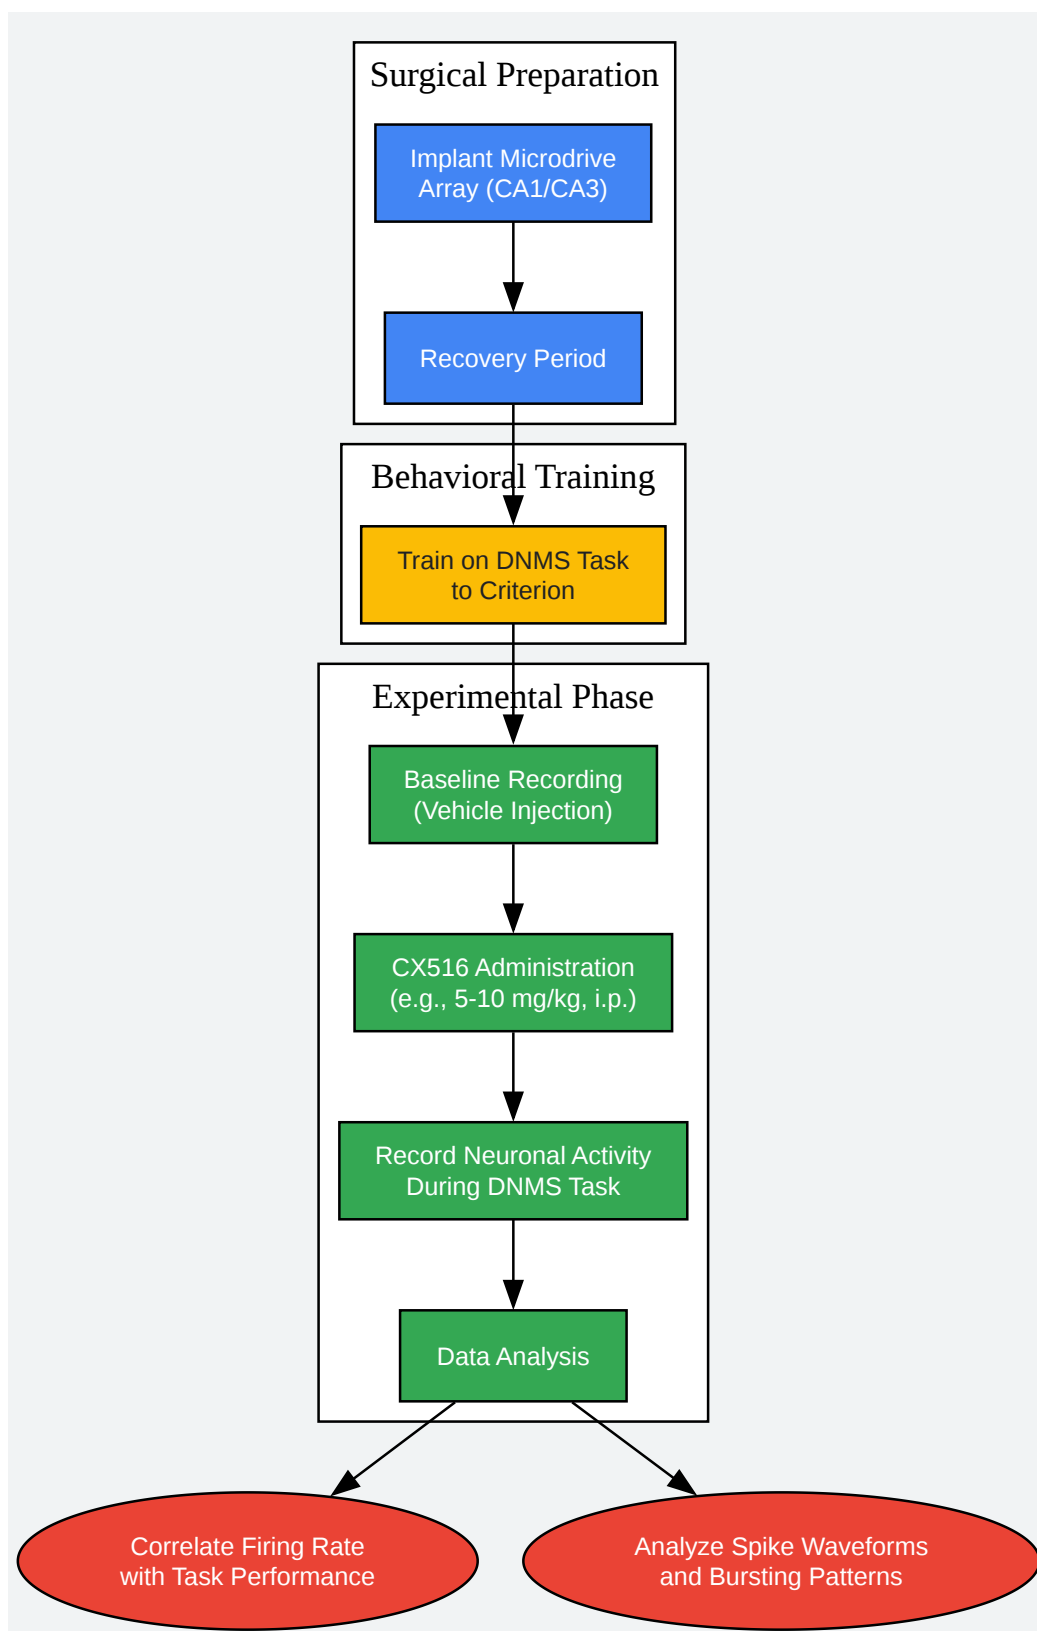 Surgical Preparation
Implant Microdrive
Array (CA1/CA3)
Recovery Period
Behavioral Training
Train on DNMS Task
to Criterion
Experimental Phase
Baseline Recording
(Vehicle Injection)
CX516 Administration
(e.g., 5-10 mg/kg, i.p.)
Record Neuronal Activity
During DNMS Task
Data Analysis
Correlate Firing Rate
with Task Performance
Analyze Spike Waveforms
and Bursting Patterns